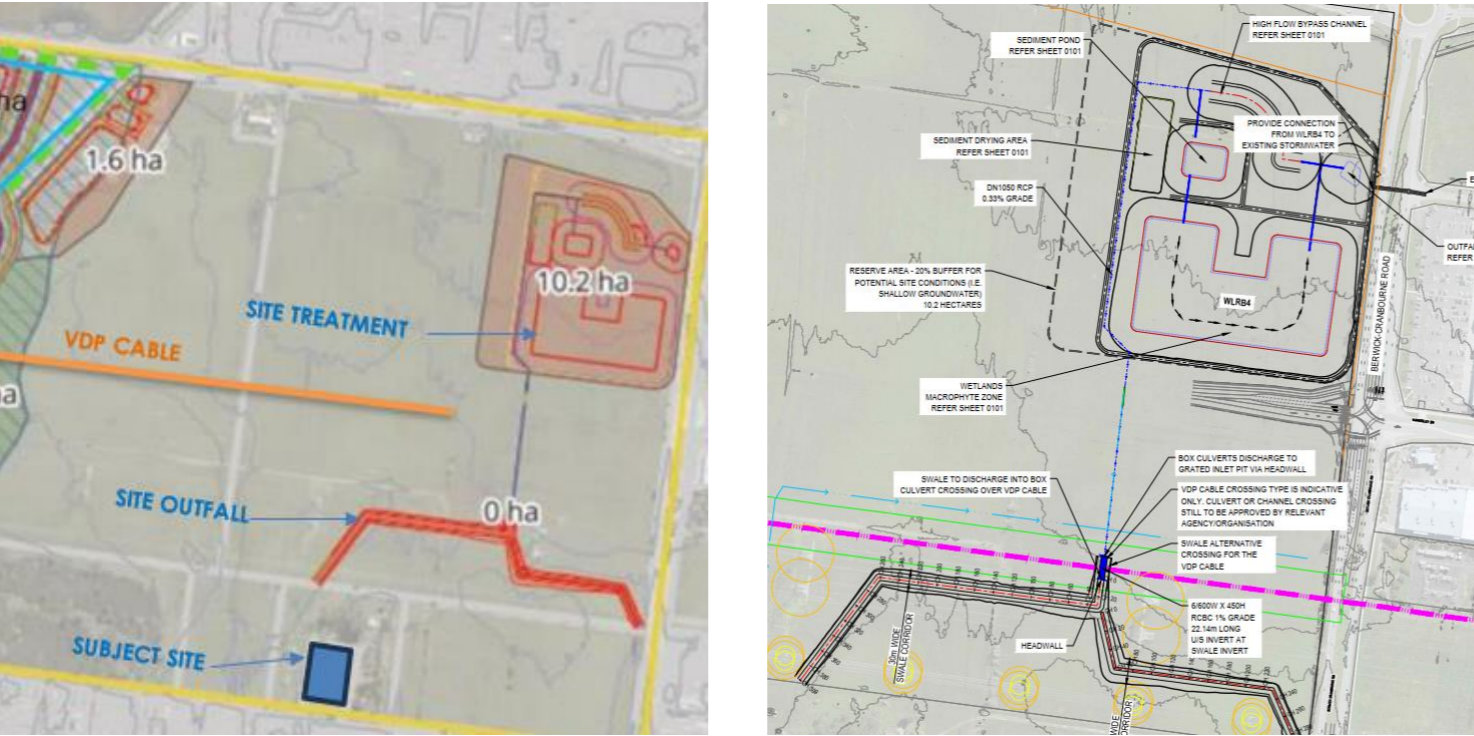 1.6 ha
10.2 ha
SITE TREATMENT
VDP CABLE
SITE OUTFALL
0 ha
SUBJECT SITE
HIGH FLOW BYPASS CHANNEL
REFER SHEET 0101
SEDIMENT POND
REFER SHEET 0101
PROVIDE CONNECTION
FROM WLRB4 TO
EXISTING STORMWATER
SEDIMENT DRYING AREA
REFER SHEET 0101
DN1050 RCP
0.33% GRADE
RESERVE AREA - 20% BUFFER FOR
POTENTIAL SITE CONDITIONS (I.E.
SHALLOW GROUNDWATER)
10.2 HECTARES
WLRB4
BERWICK-CRANBOURNE ROAD
WETLANDS
MACROPHYTE ZONE
REFER SHEET 0101
SWALE TO DISCHARGE INTO BOX
CULVERT CROSSING OVER VDP CABLE
BOX CULVERTS DISCHARGE TO
GRATED INLET PIT VIA HEADWALL
VDP CABLE CROSSING TYPE IS INDICATIVE
ONLY. CULVERT OR CHANNEL CROSSING
STILL TO BE APPROVED BY RELEVANT
AGENCY/ORGANISATION
SWALE ALTERNATIVE
CROSSING FOR THE
VDP CABLE
6/600W X 450H
RCBC 1% GRADE
22.14m LONG
U/S INVERT AT
SWALE INVERT
HEADWALL
30m WIDE
SWALE CORRIDOR